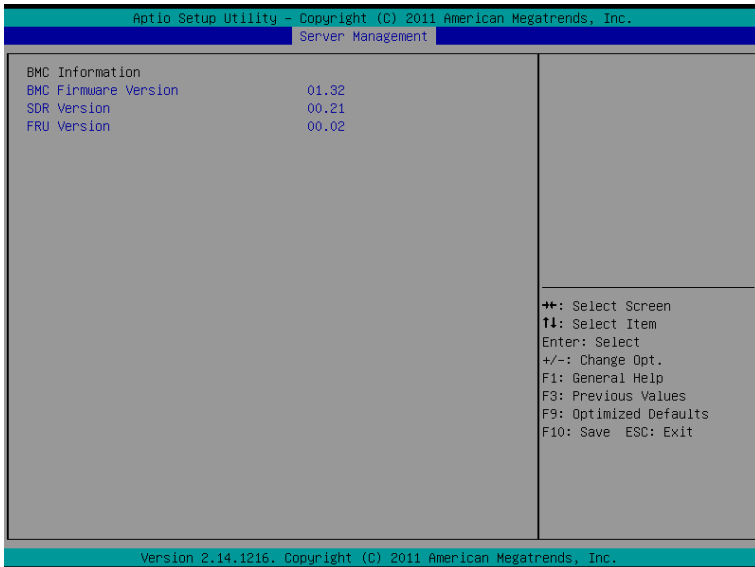 Aptio Setup Utility – Copyright (C) 2011 American Megatrends, Inc.
Server Management
BMC Information
BMC Firmware Version 01.32
SDR Version 00.21
FRU Version 00.02
→←: Select Screen
↑↓: Select Item
Enter: Select
+/-: Change Opt.
F1: General Help
F3: Previous Values
F9: Optimized Defaults
F10: Save ESC: Exit
Version 2.14.1216. Copyright (C) 2011 American Megatrends, Inc.